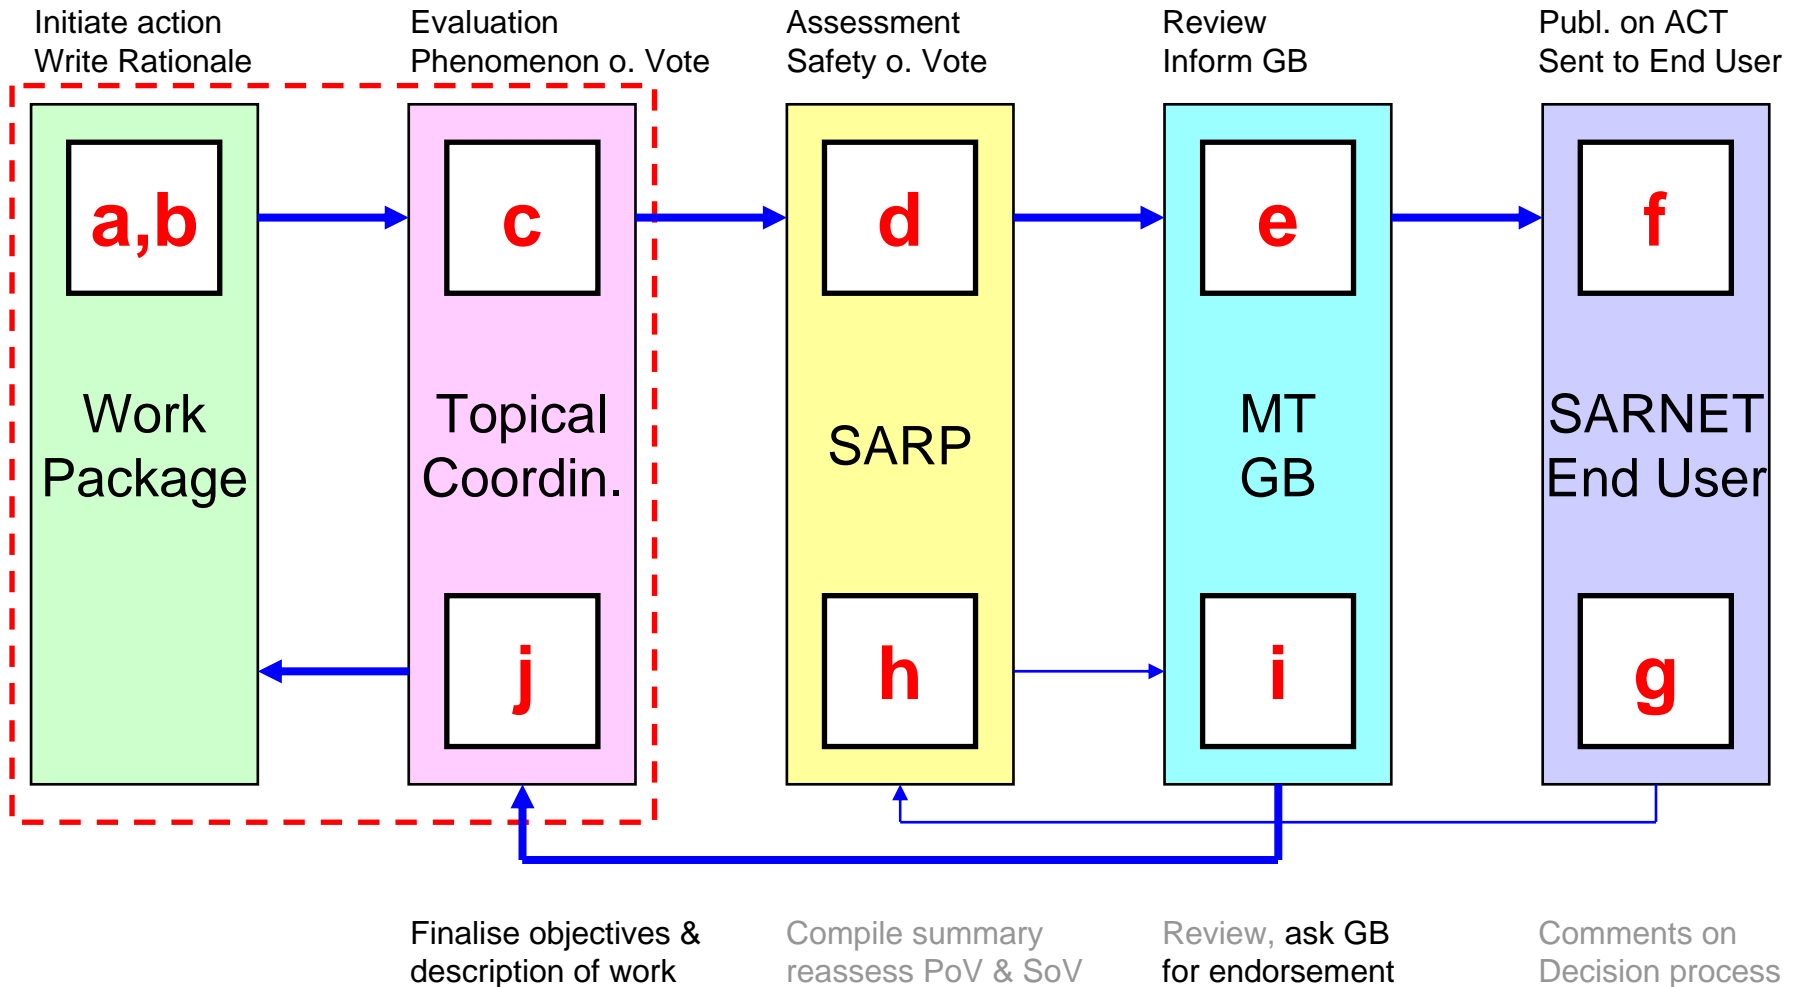 Initiate action
Write Rationale
Evaluation
Phenomenon o. Vote
Assessment
Safety o. Vote
Review
Inform GB
Publ. on ACT
Sent to End User
a,b
c
d
e
f
Work
Package
Topical
Coordin.
SARP
MT
GB
SARNET
End User
j
h
i
g
Finalise objectives &
description of work
Compile summary
reassess PoV & SoV
Review, ask GB
for endorsement
Comments on
Decision process